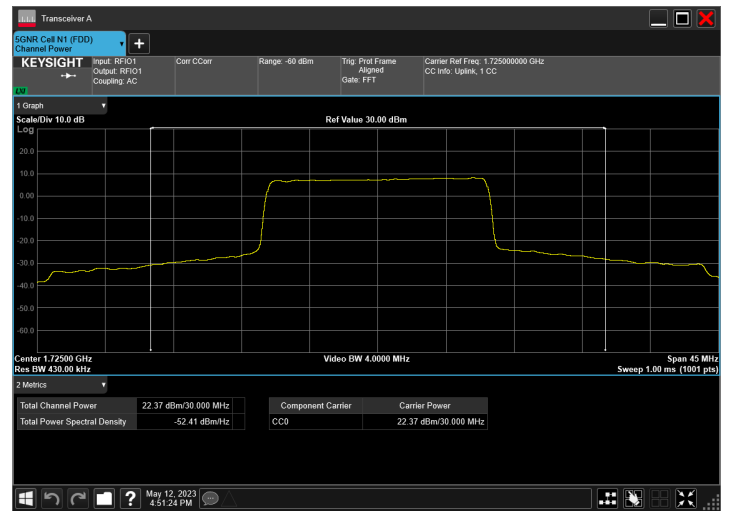 Transceiver A
5GNR Cell N1 (FDD)
Channel Power
KEYSIGHT
Input: RFIO1
Output: RFIO1
Coupling: AC
Corr CCorr
Range: -60 dBm
Trig: Prot Frame
Aligned
Gate: FFT
Carrier Ref Freq: 1.725000000 GHz
CC Info: Uplink, 1 CC
LXI
1 Graph
Scale/Div 10.0 dB
Ref Value 30.00 dBm
Log
20.0
10.0
0.00
-10.0
-20.0
-30.0
-40.0
-50.0
-60.0
Center 1.72500 GHz
Video BW 4.0000 MHz
Span 45 MHz
Res BW 430.00 kHz
Sweep 1.00 ms (1001 pts)
2 Metrics
Total Channel Power 22.37 dBm/30.000 MHz
Total Power Spectral Density -52.41 dBm/Hz
Component Carrier Carrier Power
CC0 22.37 dBm/30.000 MHz
?
May 12, 2023
4:51:24 PM